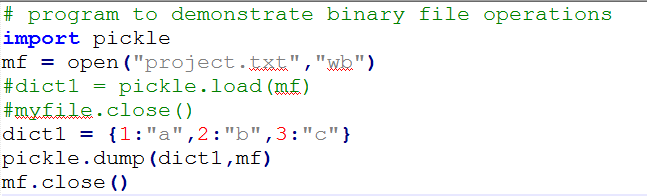 # program to demonstrate binary file operations
import pickle
mf = open("project.txt","wb")
#dict1 = pickle.load(mf)
#myfile.close()
dict1 = {1:"a",2:"b",3:"c"}
pickle.dump(dict1,mf)
mf.close()